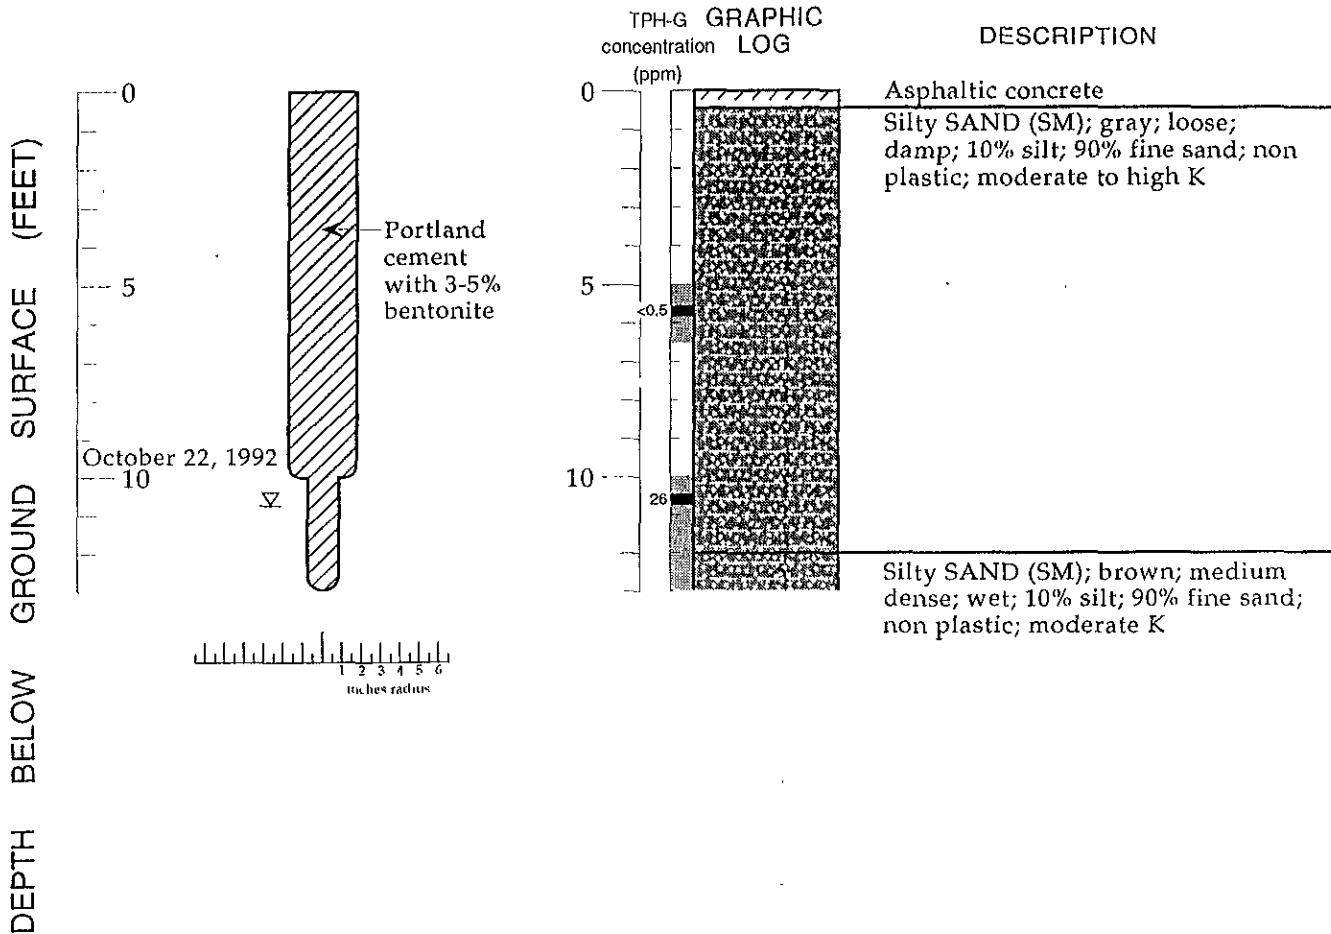 DEPTH BELOW GROUND SURFACE (FEET)
0
5
10
Portland
cement
with 3-5%
bentonite
October 22, 1992
1 2 3 4 5 6
Inches radius
TPH-G
concentration
(ppm)
GRAPHIC
LOG
DESCRIPTION
0
5
<0.5
10
26
Asphaltic concrete
Silty SAND (SM); gray; loose;
damp; 10% silt; 90% fine sand; non
plastic; moderate to high K
Silty SAND (SM); brown; medium
dense; wet; 10% silt; 90% fine sand;
non plastic; moderate K